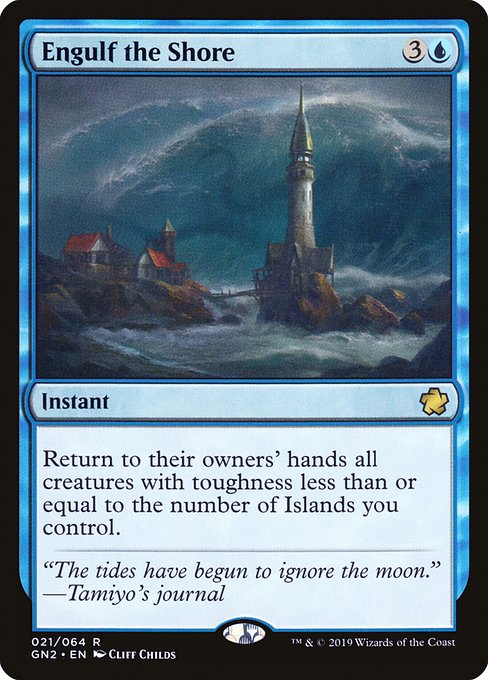 Engulf the Shore 3
Instant
Return to their owners' hands all
creatures with toughness less than or
equal to the number of Islands you
control.
"The tides have begun to ignore the moon."
—Tamiyo's journal
021/064 R
GN2 • EN Cliff Childs
™ & © 2019 Wizards of the Coast